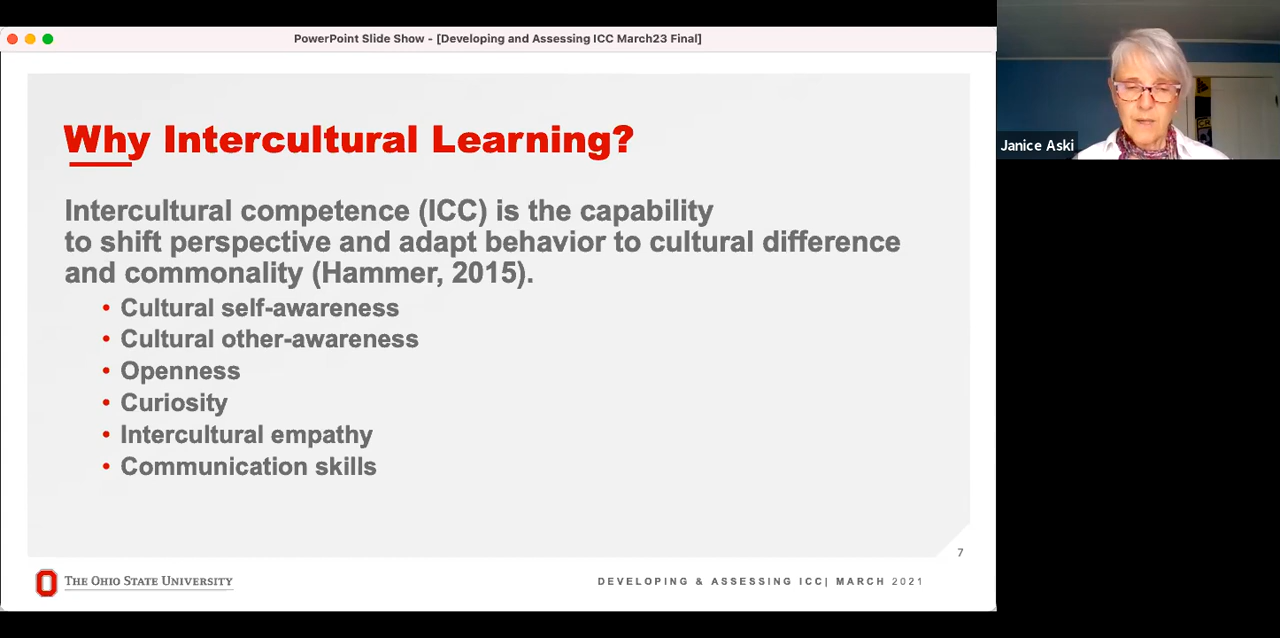 PowerPoint Slide Show - [Developing and Assessing ICC March23 Final]
Why Intercultural Learning?
Intercultural competence (ICC) is the capability
to shift perspective and adapt behavior to cultural difference
and commonality (Hammer, 2015).
• Cultural self-awareness
• Cultural other-awareness
• Openness
• Curiosity
• Intercultural empathy
• Communication skills
7
THE OHIO STATE UNIVERSITY
DEVELOPING & ASSESSING ICC| MARCH 2021
Janice Aski